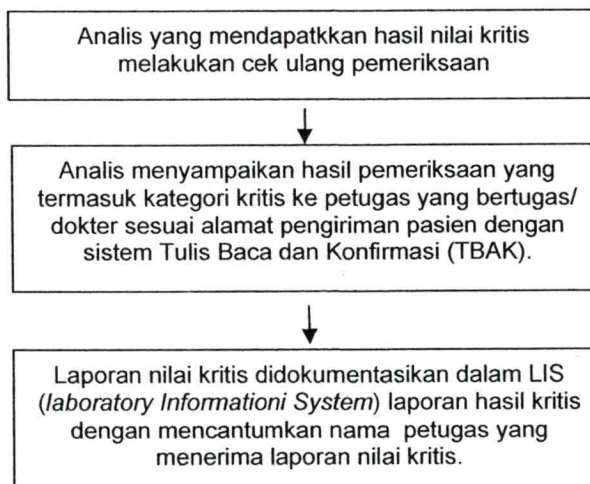 Analis yang mendapatkkan hasil nilai kritis
melakukan cek ulang pemeriksaan
Analis menyampaikan hasil pemeriksaan yang
termasuk kategori kritis ke petugas yang bertugas/
dokter sesuai alamat pengiriman pasien dengan
sistem Tulis Baca dan Konfirmasi (TBAK).
Laporan nilai kritis didokumentasikan dalam LIS
(laboratory Informationi System) laporan hasil kritis
dengan mencantumkan nama petugas yang
menerima laporan nilai kritis.